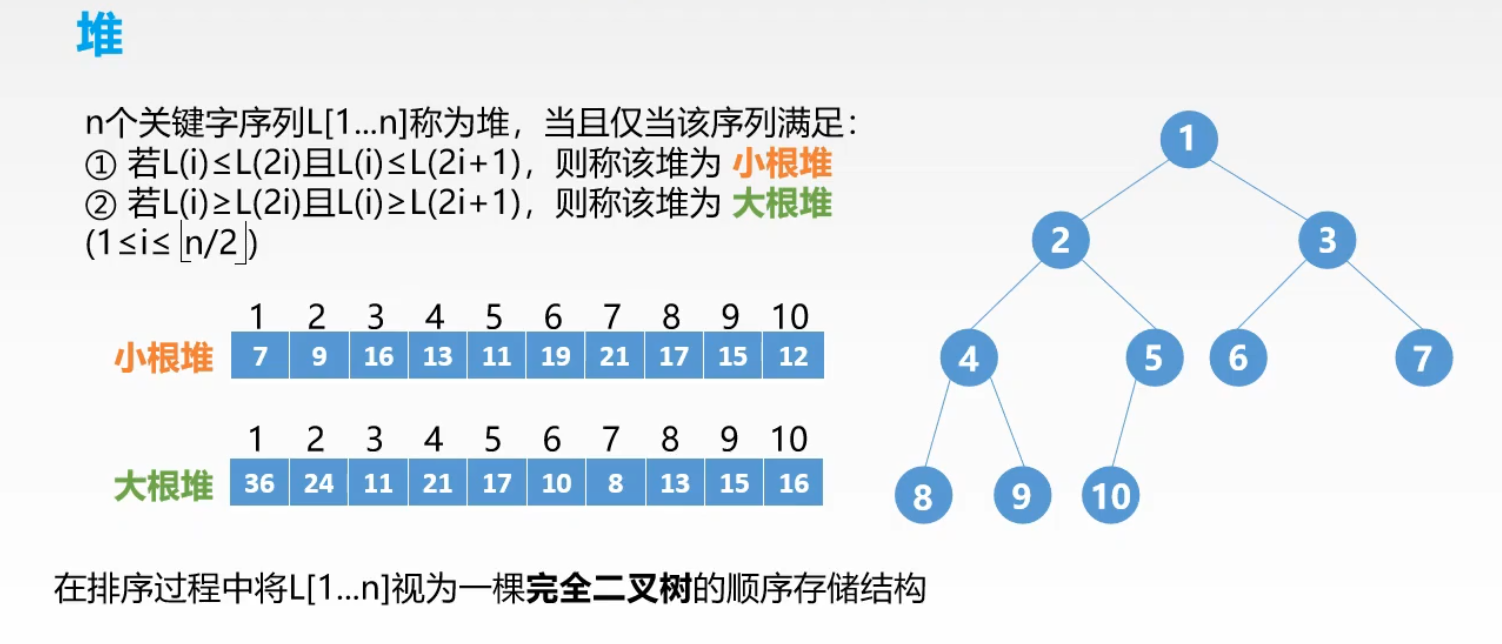 堆
n个关键字序列L[1...n]称为堆，当且仅当该序列满足：
① 若L(i)≤L(2i)且L(i)≤L(2i+1)，则称该堆为 小根堆
② 若L(i)≥L(2i)且L(i)≥L(2i+1)，则称该堆为 大根堆
(1≤i≤⌊n/2⌋)
1 2 3 4 5 6 7 8 9 10
小根堆 7 9 16 13 11 19 21 17 15 12
1 2 3 4 5 6 7 8 9 10
大根堆 36 24 11 21 17 10 8 13 15 16
1
2 3
4 5 6 7
8 9 10
在排序过程中将L[1...n]视为一棵完全二叉树的顺序存储结构